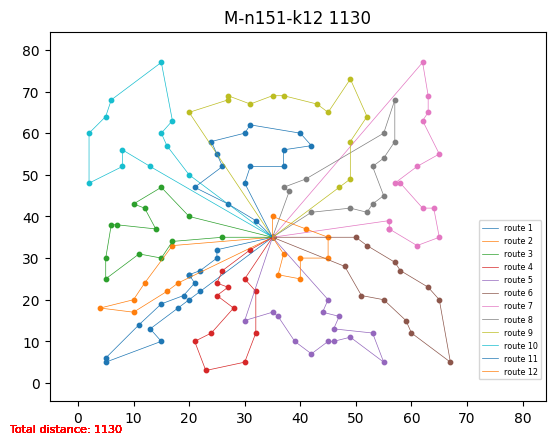 M-n151-k12 1130
80
70
60
50
40
30
20
10
0
route 1
route 2
route 3
route 4
route 5
route 6
route 7
route 8
route 9
route 10
route 11
route 12
0 10 20 30 40 50 60 70 80
Total distance: 1130